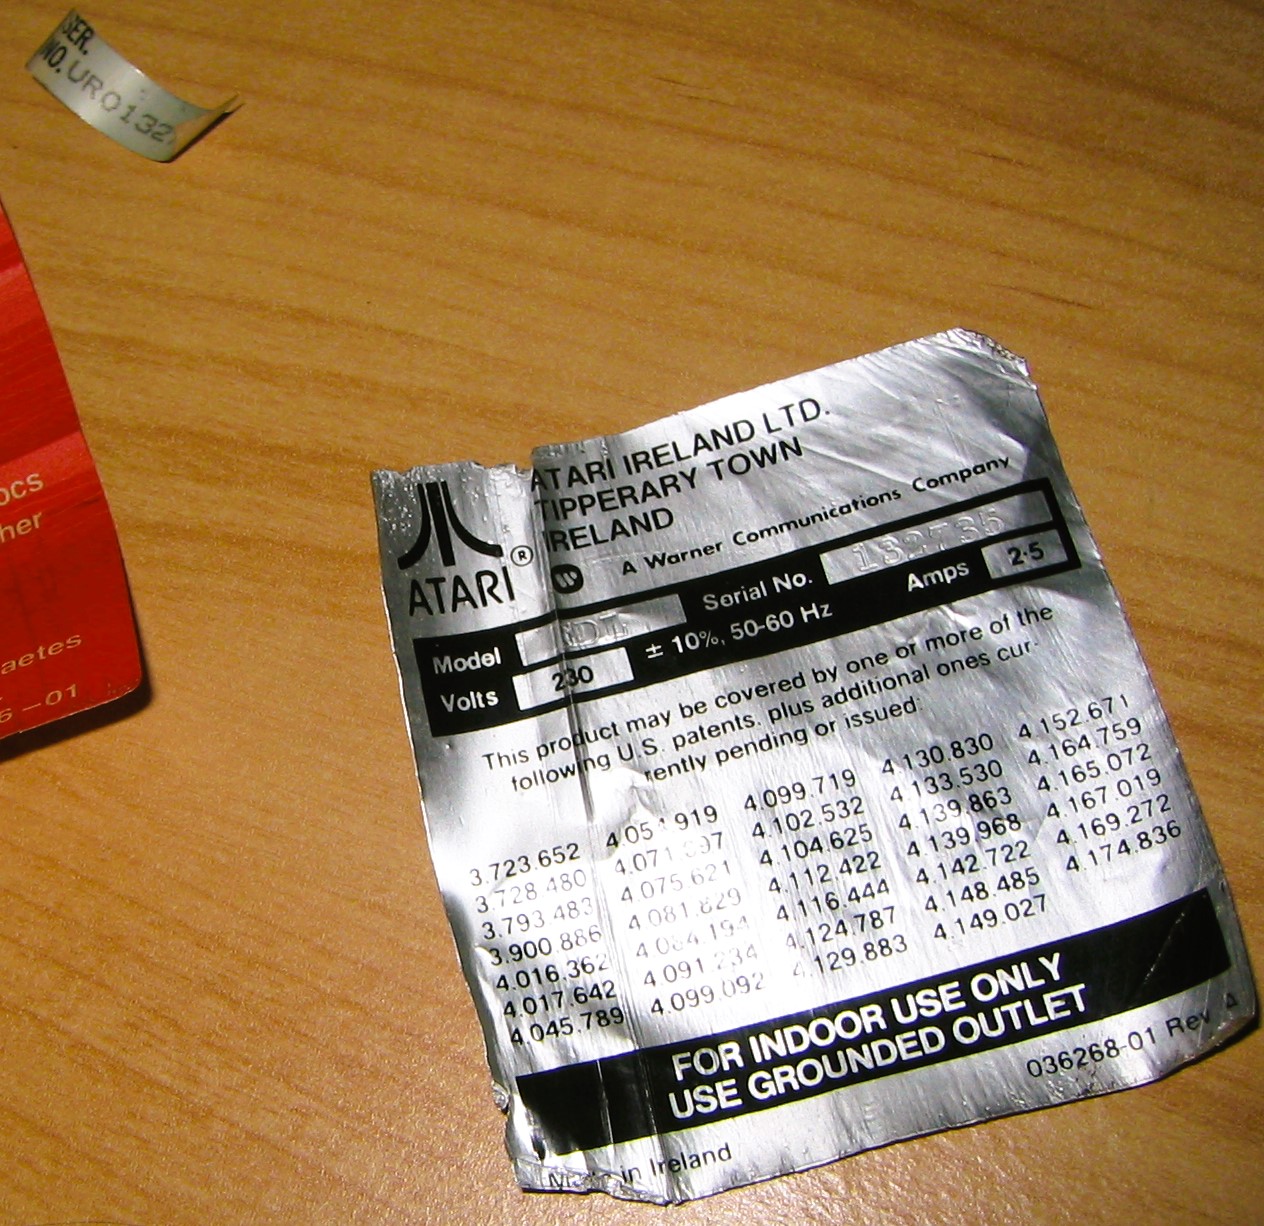 SER.
NO. UR0132
ocs
her
aetes
6-01
ATARI IRELAND LTD.
TIPPERARY TOWN
IRELAND
ATARI ®
A Warner Communications Company
Serial No.
Amps 2·5
Model
Volts 230 ± 10%, 50-60 Hz
This product may be covered by one or more of the
following U.S. patents. plus additional ones cur-
rently pending or issued:
3.723.652 4.051.919 4.099.719 4.130.830 4.152.671
3.728.480 4.102.532 4.133.530 4.164.759
3.793.483 4.075.621 4.104.625 4.139.863 4.165.072
3.900.886 4.081.829 4.112.422 4.139.968 4.167.019
4.016.362 4.084.194 4.116.444 4.142.722 4.169.272
4.017.642 4.091.234 4.124.787 4.148.485 4.174.836
4.045.789 4.099.092 4.129.883 4.149.027
FOR INDOOR USE ONLY
USE GROUNDED OUTLET
036268-01 Rev A
Made in Ireland